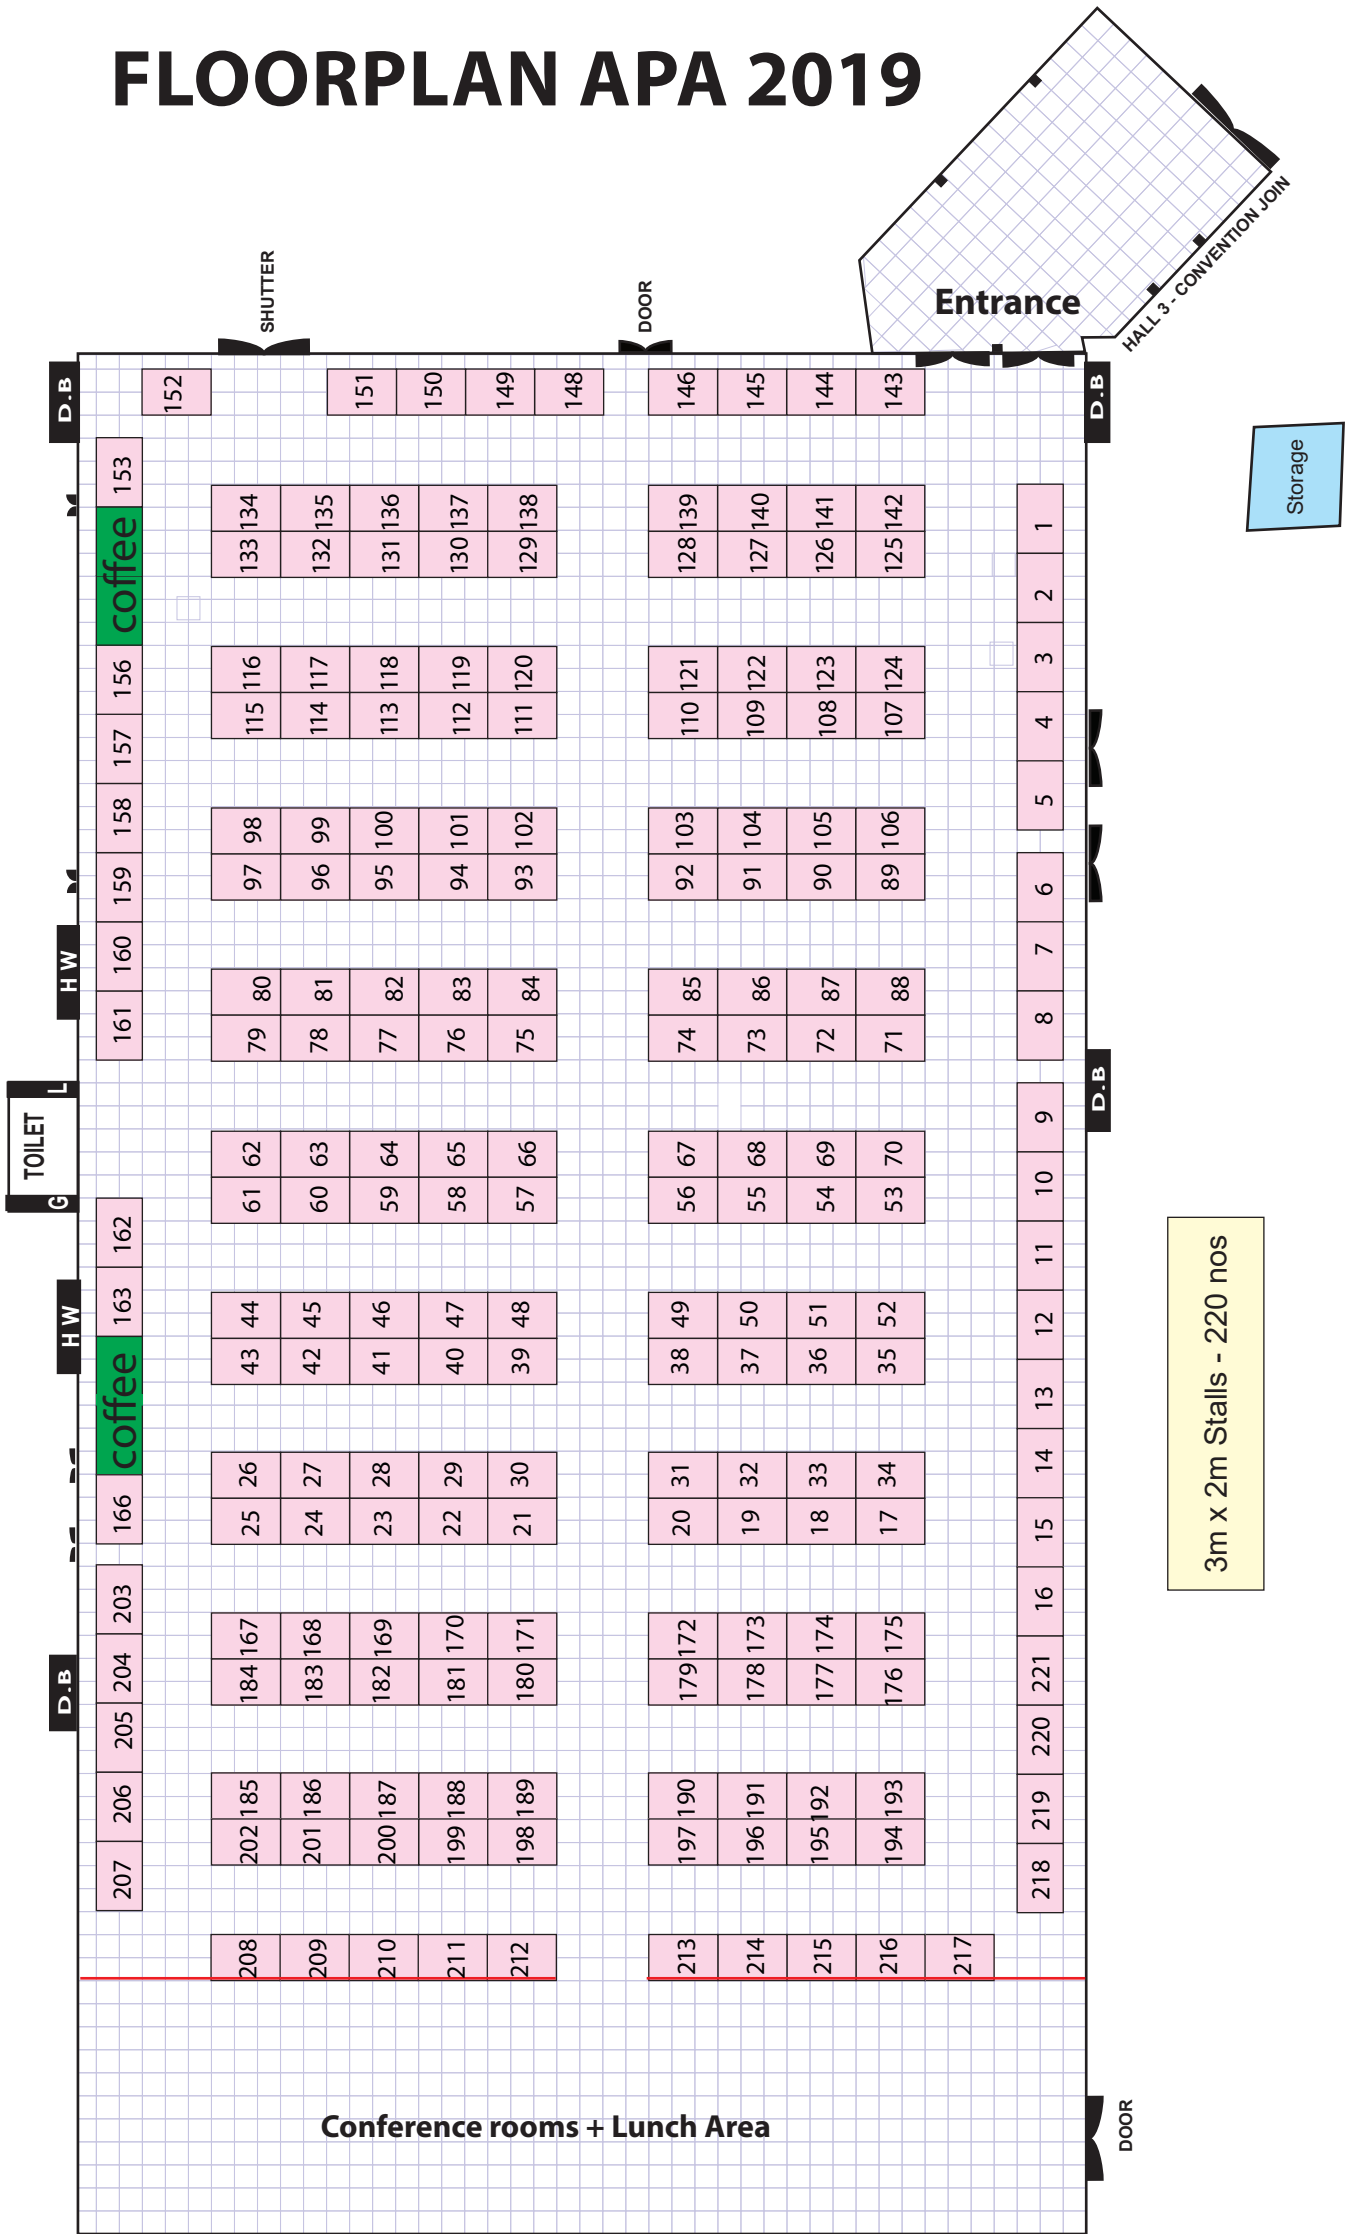 FLOORPLAN APA 2019
SHUTTER
DOOR
Entrance
HALL 3 - CONVENTION JOIN
D.B
D.B
Storage
152
151 150 149 148
146 145 144 143
153
coffee
134 135 136 137 138
139 140 141 142
133 132 131 130 129
128 127 126 125
1
2
3
4
5
156
157
158
159
160
161
116 117 118 119 120
121 122 123 124
115 114 113 112 111
110 109 108 107
98 99 100 101 102
103 104 105 106
97 96 95 94 93
92 91 90 89
6
7
8
H W
80 81 82 83 84
85 86 87 88
79 78 77 76 75
74 73 72 71
D.B
L
TOILET
G
62 63 64 65 66
67 68 69 70
61 60 59 58 57
56 55 54 53
9
10
11
12
13
14
15
16
162
163
H W
coffee
166
44 45 46 47 48
49 50 51 52
43 42 41 40 39
38 37 36 35
3m x 2m Stalls - 220 nos
26 27 28 29 30
31 32 33 34
25 24 23 22 21
20 19 18 17
203
204
205
206
207
D.B
167 168 169 170 171
172 173 174 175
184 183 182 181 180
179 178 177 176
221
220
219
218
185 186 187 188 189
190 191 192 193
202 201 200 199 198
197 196 195 194
208 209 210 211 212
213 214 215 216 217
Conference rooms + Lunch Area
DOOR